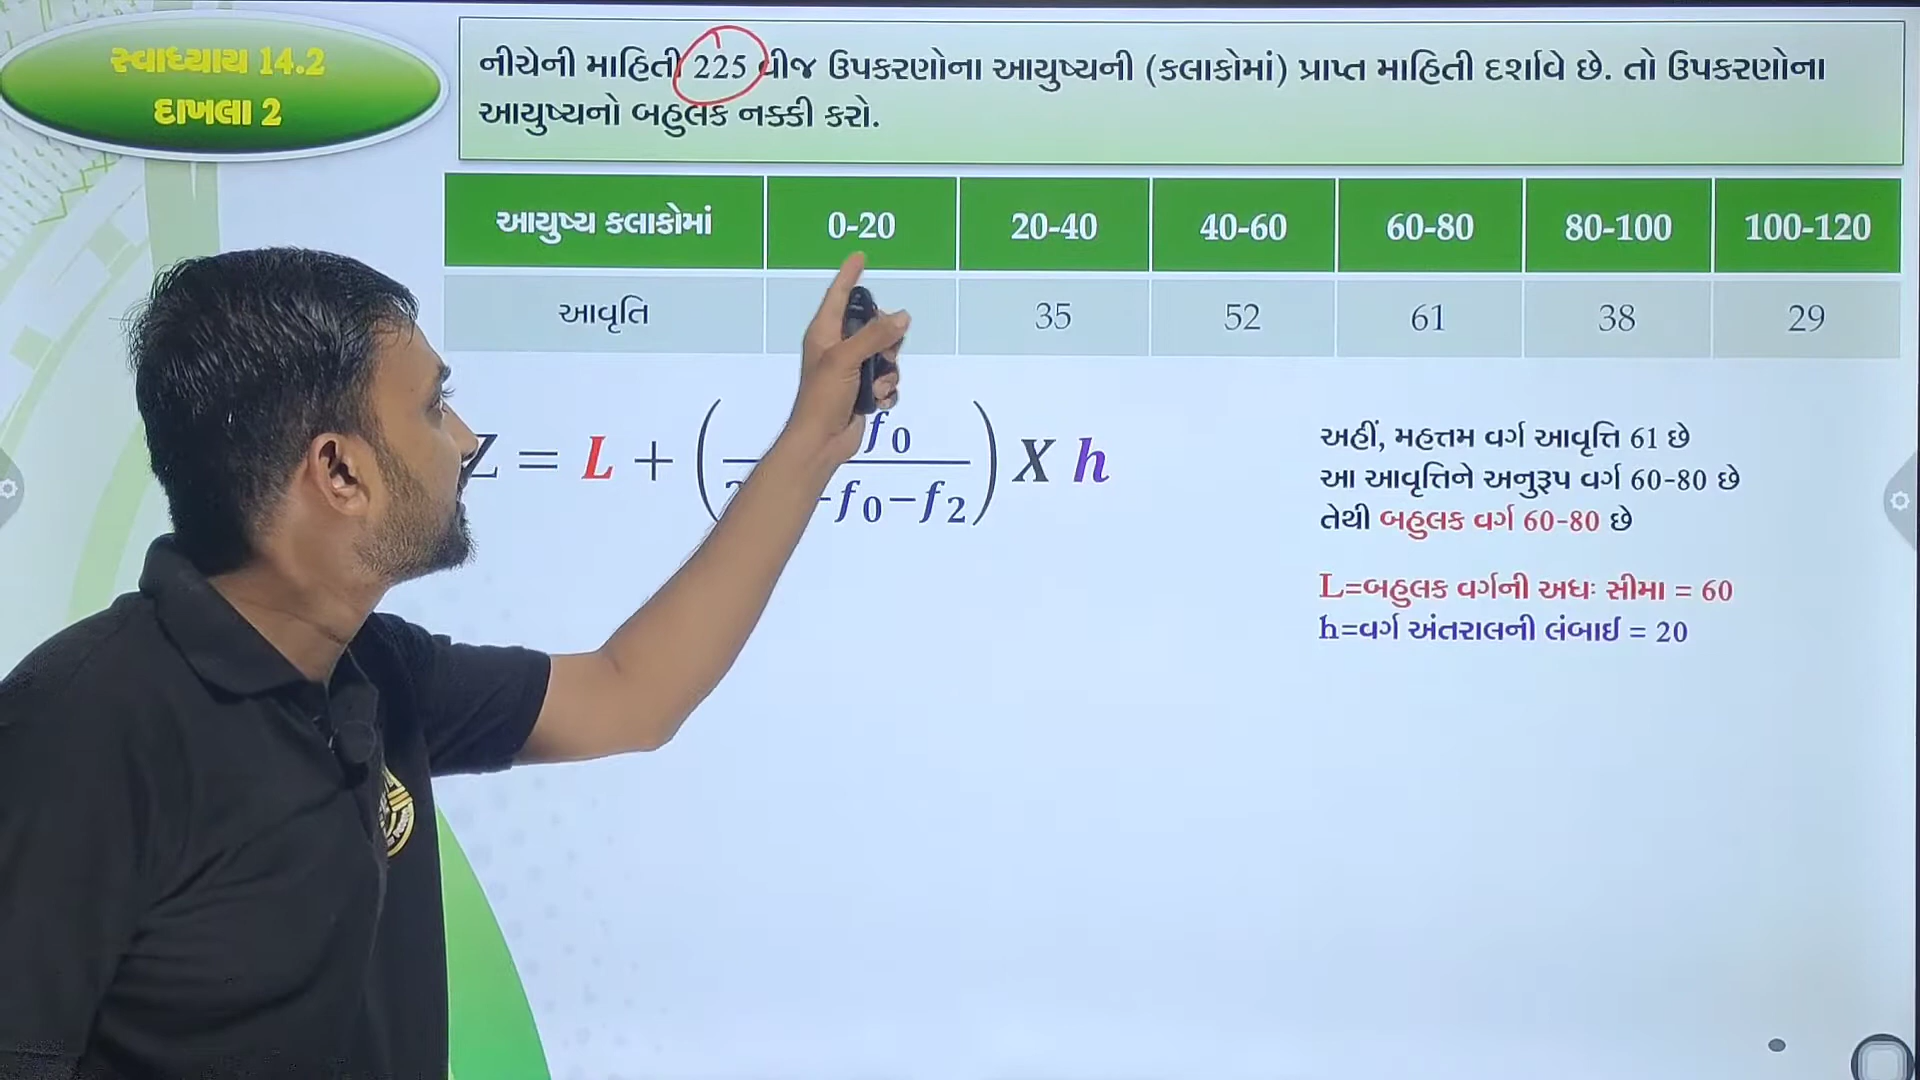 સ્વાધ્યાય 14.2
દાખલા 2
નીચેની માહિતી 225 વીજ ઉપકરણોના આયુષ્યની (કલાકોમાં) પ્રાપ્ત માહિતી દર્શાવે છે. તો ઉપકરણોના
આયુષ્યનો બહુલક નક્કી કરો.
આયુષ્ય કલાકોમાં 0-20 20-40 40-60 60-80 80-100 100-120
આવૃતિ 35 52 61 38 29
Z = L + ( f0 / -f0-f2 ) X h
અહીં, મહત્તમ વર્ગ આવૃત્તિ 61 છે
આ આવૃત્તિને અનુરૂપ વર્ગ 60-80 છે
તેથી બહુલક વર્ગ 60-80 છે
L=બહુલક વર્ગની અધઃ સીમા = 60
h=વર્ગ અંતરાલની લંબાઈ = 20